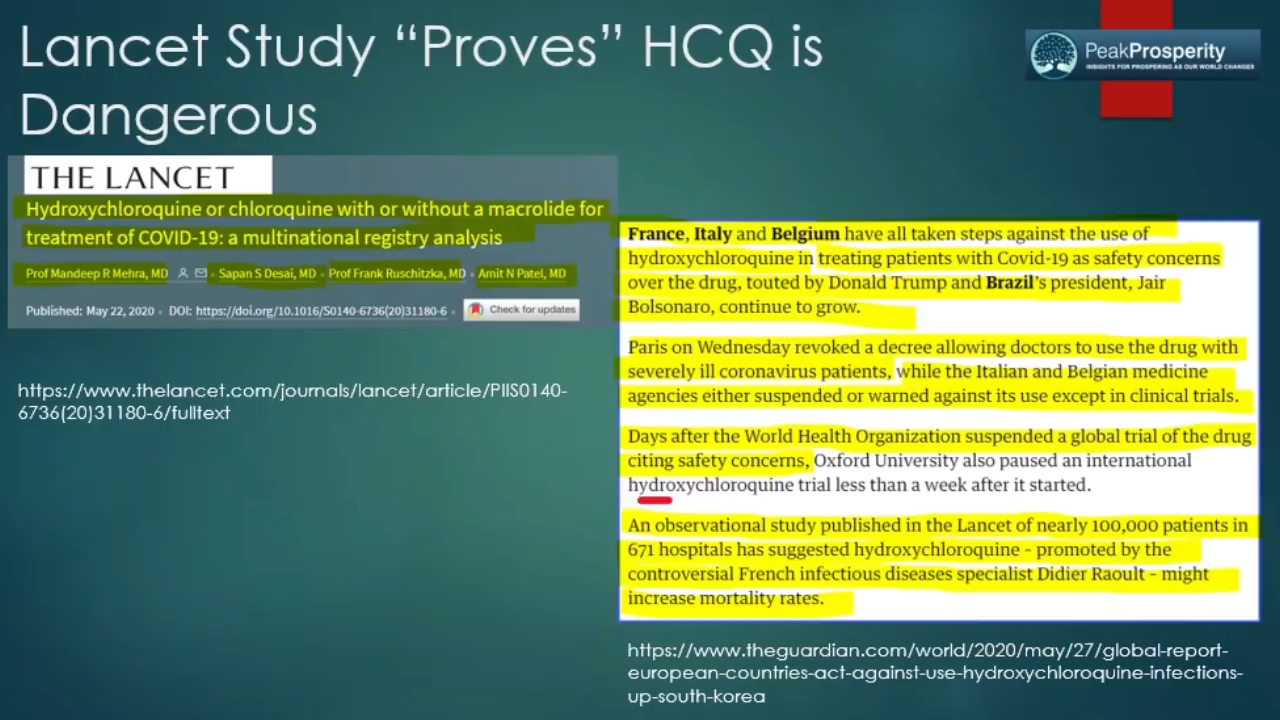 Lancet Study “Proves” HCQ is
Dangerous
PeakProsperity
INSIGHTS FOR PROSPERING AS OUR WORLD CHANGES
THE LANCET
Hydroxychloroquine or chloroquine with or without a macrolide for
treatment of COVID-19: a multinational registry analysis
Prof Mandeep R Mehra, MD • Sapan S Desai, MD • Prof Frank Ruschitzka, MD • Amit N Patel, MD
Published: May 22, 2020 • DOI: https://doi.org/10.1016/S0140-6736(20)31180-6 • Check for updates
https://www.thelancet.com/journals/lancet/article/PIIS0140-
6736(20)31180-6/fulltext
France, Italy and Belgium have all taken steps against the use of
hydroxychloroquine in treating patients with Covid-19 as safety concerns
over the drug, touted by Donald Trump and Brazil's president, Jair
Bolsonaro, continue to grow.
Paris on Wednesday revoked a decree allowing doctors to use the drug with
severely ill coronavirus patients, while the Italian and Belgian medicine
agencies either suspended or warned against its use except in clinical trials.
Days after the World Health Organization suspended a global trial of the drug
citing safety concerns, Oxford University also paused an international
hydroxychloroquine trial less than a week after it started.
An observational study published in the Lancet of nearly 100,000 patients in
671 hospitals has suggested hydroxychloroquine – promoted by the
controversial French infectious diseases specialist Didier Raoult – might
increase mortality rates.
https://www.theguardian.com/world/2020/may/27/global-report-
european-countries-act-against-use-hydroxychloroquine-infections-
up-south-korea